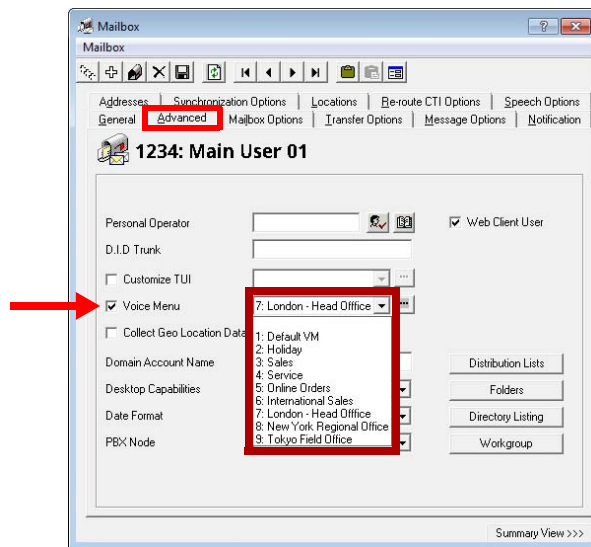 Mailbox
Mailbox
Addresses Synchronization Options Locations Re-route CTI Options Speech Options
General Advanced Mailbox Options Transfer Options Message Options Notification
1234: Main User 01
Personal Operator Web Client User
D.I.D Trunk
Customize TUI
Voice Menu 7: London - Head Offfice
Collect Geo Location Data
1: Default VM
2: Holiday
3: Sales
4: Service
5: Online Orders
6: International Sales
7: London - Head Offfice
8: New York Regional Office
9: Tokyo Field Office
Domain Account Name Distribution Lists
Desktop Capabilities Folders
Date Format Directory Listing
PBX Node Workgroup
Summary View >>>